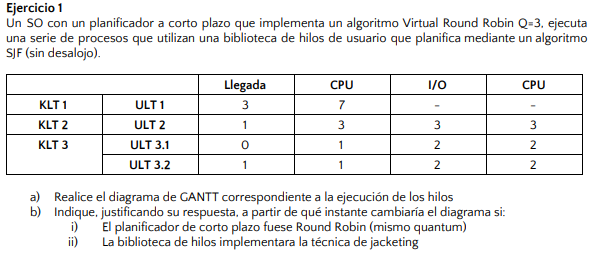 Ejercicio 1
Un SO con un planificador a corto plazo que implementa un algoritmo Virtual Round Robin Q=3, ejecuta
una serie de procesos que utilizan una biblioteca de hilos de usuario que planifica mediante un algoritmo
SJF (sin desalojo).
Llegada CPU I/O CPU
KLT 1 ULT 1 3 7 - -
KLT 2 ULT 2 1 3 3 3
KLT 3 ULT 3.1 0 1 2 2
ULT 3.2 1 1 2 2
a) Realice el diagrama de GANTT correspondiente a la ejecución de los hilos
b) Indique, justificando su respuesta, a partir de qué instante cambiaría el diagrama si:
i) El planificador de corto plazo fuese Round Robin (mismo quantum)
ii) La biblioteca de hilos implementara la técnica de jacketing